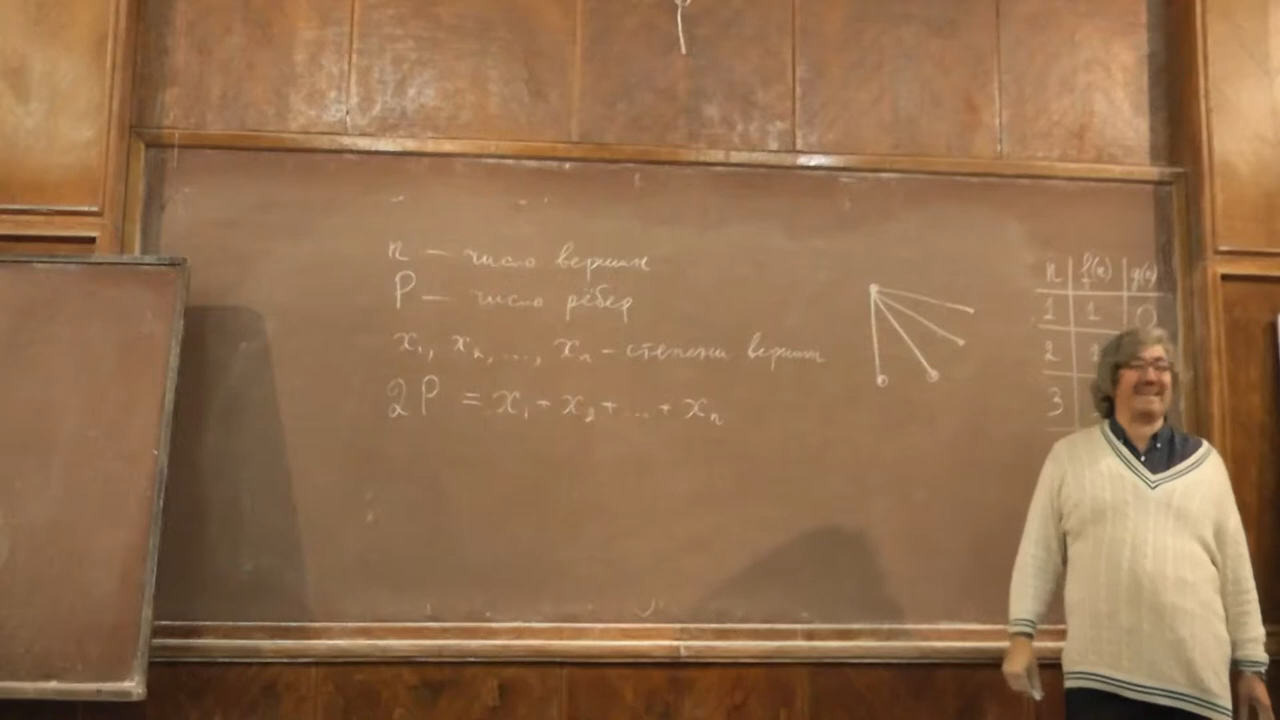 n — число вершин
P — число рёбер
x₁, x₂, ..., xₙ - степени вершин
2P = x₁ + x₂ + ... + xₙ
n | f(n) | g(n)
1 | 1 | 0
2
3